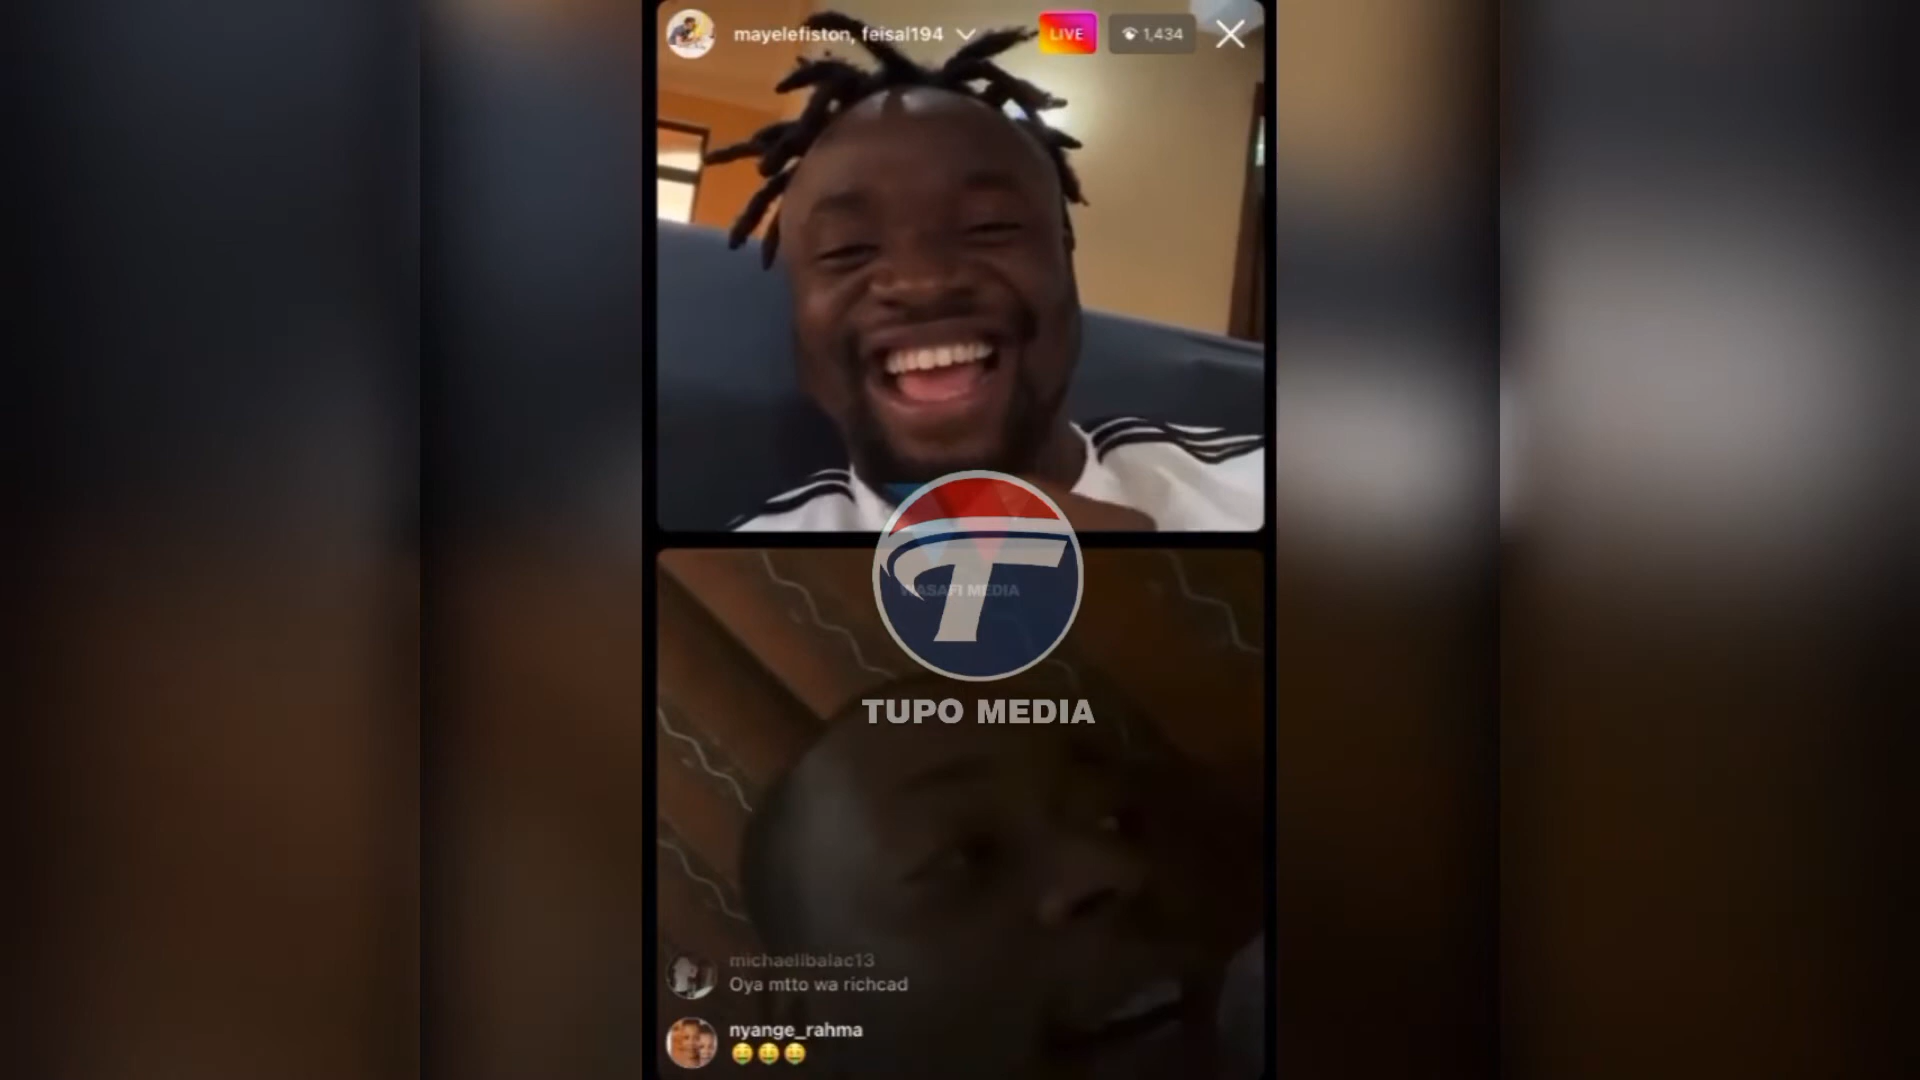 mayelefiston, feisal194
LIVE
1,434
WASAFI MEDIA
T
TUPO MEDIA
michaelibalac13
Oya mtto wa richcad
nyange_rahma
🤑🤑🤑